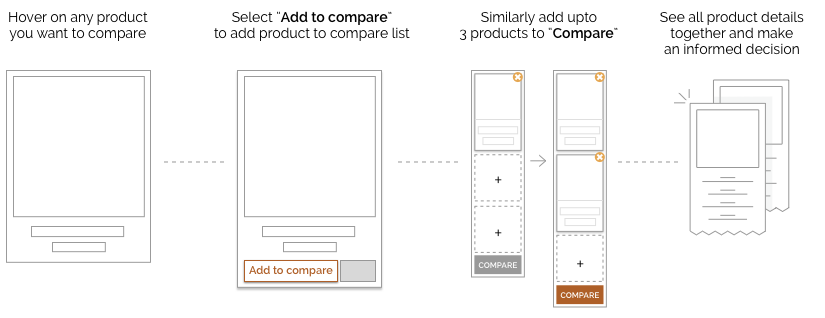 Hover on any product
you want to compare
Select "Add to compare"
to add product to compare list
Similarly add upto
3 products to "Compare"
See all product details
together and make
an informed decision
Add to compare
+
+
COMPARE
+
COMPARE